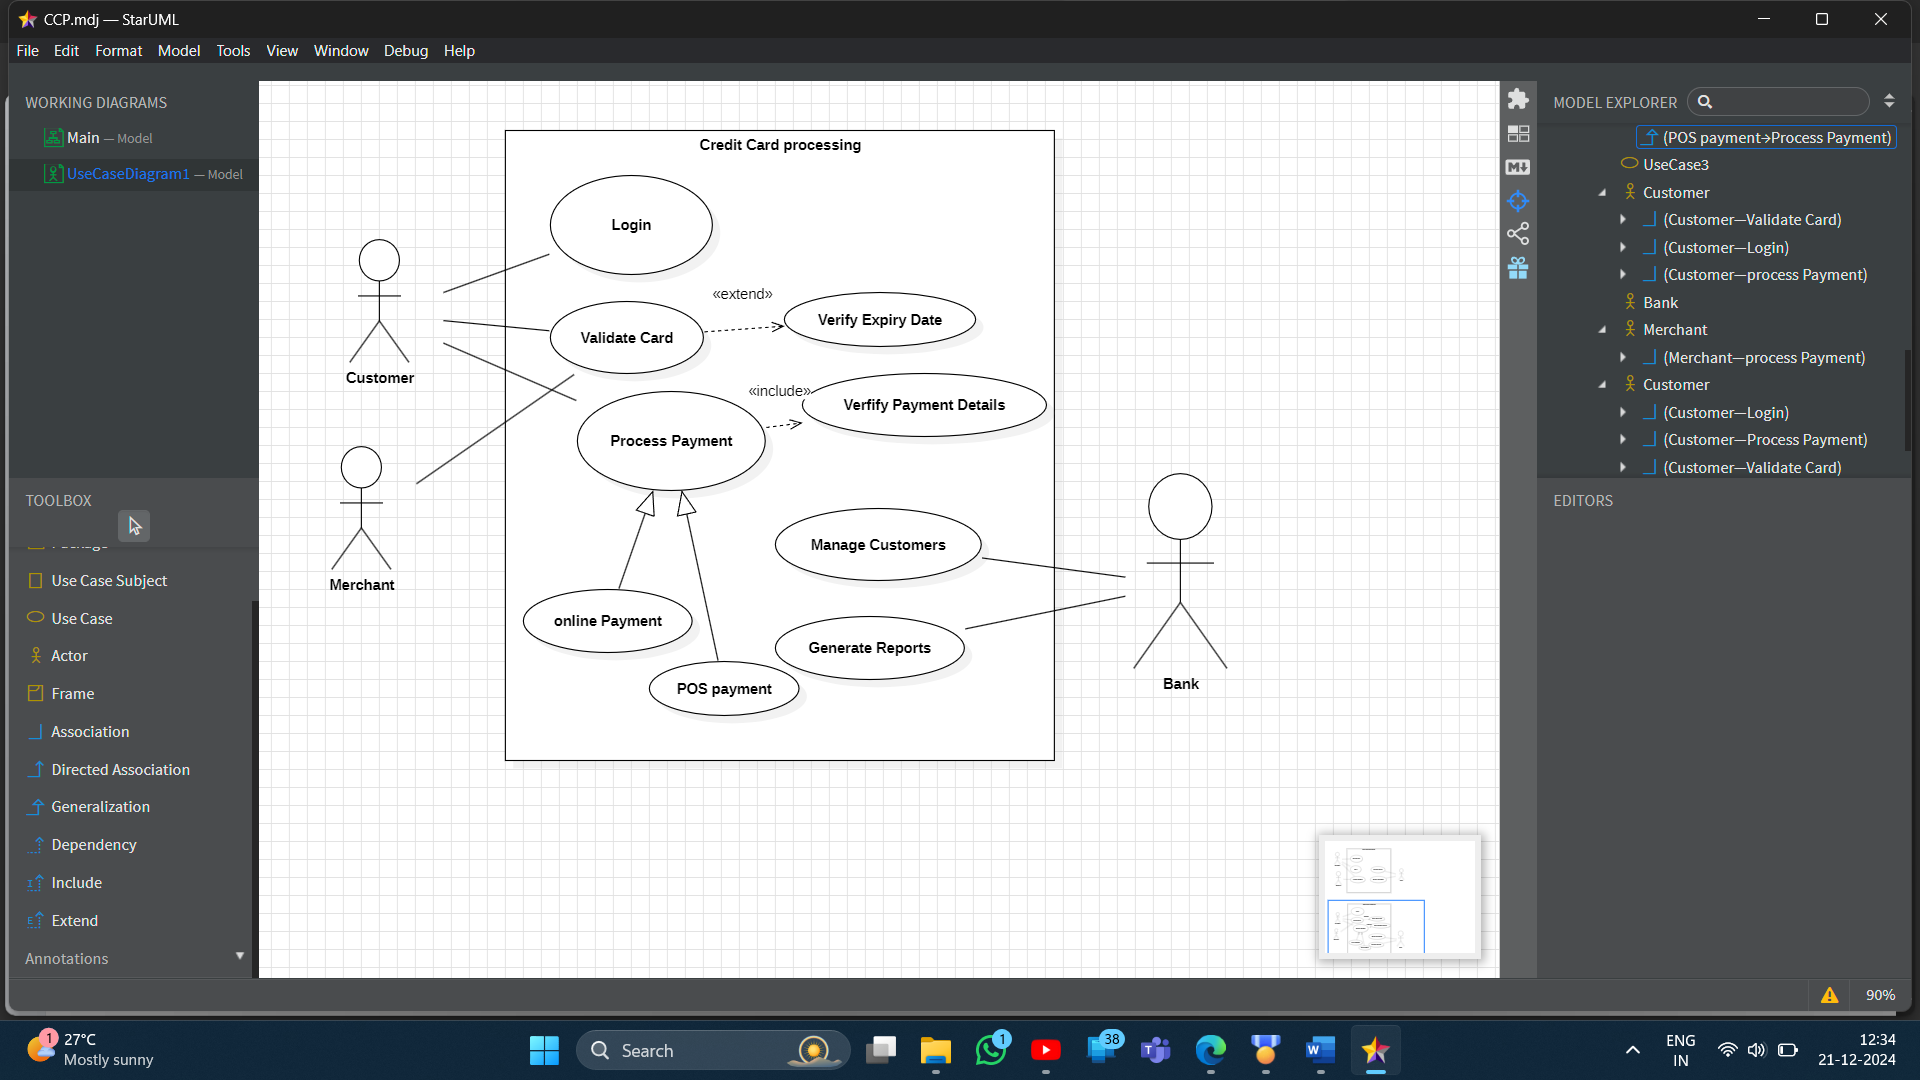 CCP.mdj — StarUML
File Edit Format Model Tools View Window Debug Help
WORKING DIAGRAMS
Main — Model
UseCaseDiagram1 — Model
TOOLBOX
Package
Use Case Subject
Use Case
Actor
Frame
Association
Directed Association
Generalization
Dependency
Include
Extend
Annotations
Credit Card processing
Login
«extend»
Verify Expiry Date
Validate Card
Customer
«include»
Verfify Payment Details
Process Payment
Merchant
Manage Customers
online Payment
Generate Reports
POS payment
Bank
MODEL EXPLORER
(POS payment→Process Payment)
UseCase3
Customer
(Customer—Validate Card)
(Customer—Login)
(Customer—process Payment)
Bank
Merchant
(Merchant—process Payment)
Customer
(Customer—Login)
(Customer—Process Payment)
(Customer—Validate Card)
EDITORS
90%
1
27°C
Mostly sunny
Search
1
38
ENG
IN
12:34
21-12-2024